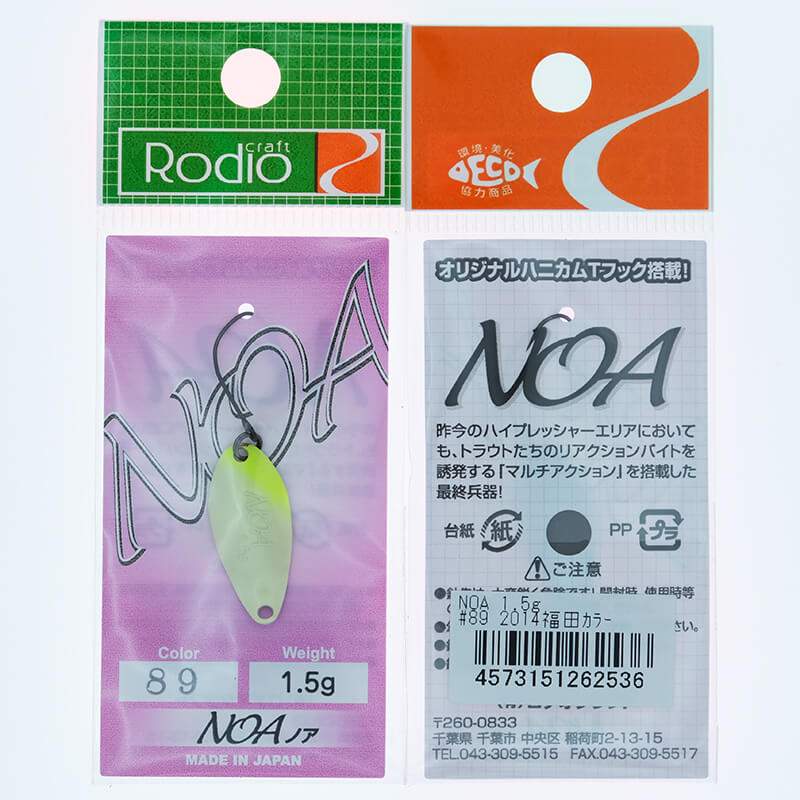 craft
Rodio
NOA
NOA
Color
Weight
89
1.5g
NOA ノア
MADE IN JAPAN
環境・美化
ECO
協力商品
オリジナルハニカムTフック搭載!
NOA
昨今のハイプレッシャーエリアにおいて
も、トラウトたちのリアクションバイトを
誘発する『マルチアクション』を搭載した
最終兵器!
台紙 紙 PP プラ
ご注意
NOA 1.5g
#89 2014福田カラー
4573151262536
〒260-0833
千葉県 千葉市 中央区 稲荷町2-13-15
TEL.043-309-5515 FAX.043-309-5517